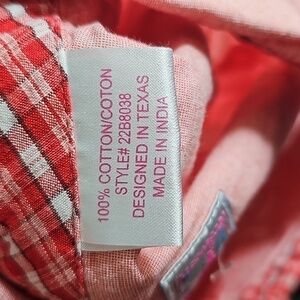 100% COTTON/COTON
STYLE# 22B8038
DESIGNED IN TEXAS
MADE IN INDIA